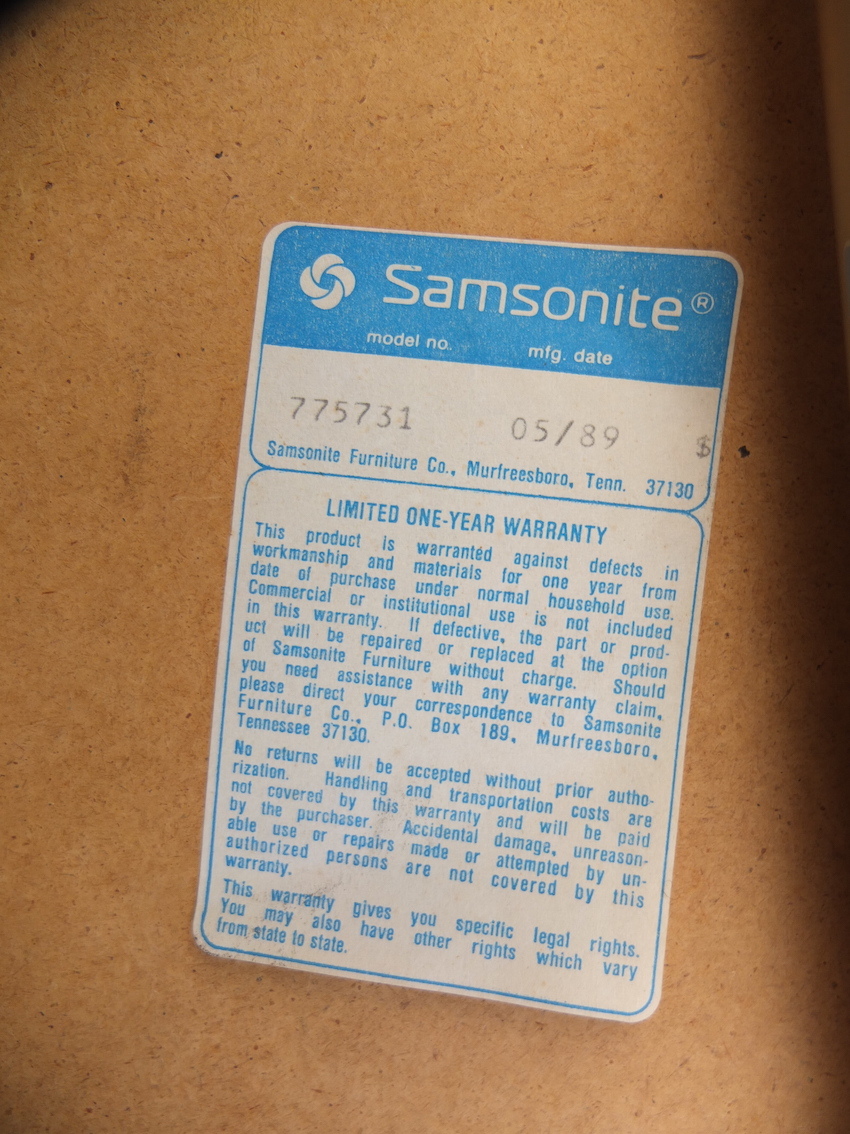 Samsonite®
model no. mfg. date
775731 05/89 $
Samsonite Furniture Co., Murfreesboro, Tenn. 37130
LIMITED ONE-YEAR WARRANTY
This product is warranted against defects in
workmanship and materials for one year from
date of purchase under normal household use.
Commercial or institutional use is not included
in this warranty. If defective, the part or prod-
uct will be repaired or replaced at the option
of Samsonite Furniture without charge. Should
you need assistance with any warranty claim,
please direct your correspondence to Samsonite
Furniture Co., P.O. Box 189, Murfreesboro,
Tennessee 37130.
No returns will be accepted without prior autho-
rization. Handling and transportation costs are
not covered by this warranty and will be paid
by the purchaser. Accidental damage, unreason-
able use or repairs made or attempted by un-
authorized persons are not covered by this
warranty.
This warranty gives you specific legal rights.
You may also have other rights which vary
from state to state.